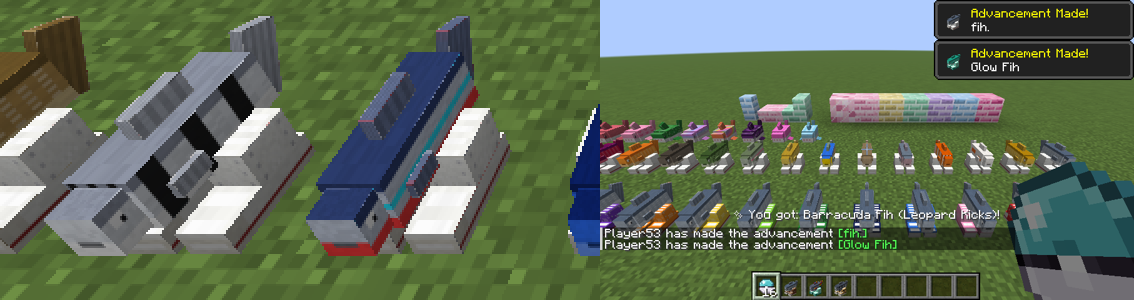 Advancement Made!
fih.
Advancement Made!
Glow Fih
You got: Barracuda Fih (Leopard Kicks)!
[Player53 has made the advancement [fih.]
[Player53 has made the advancement [Glow Fih]
16